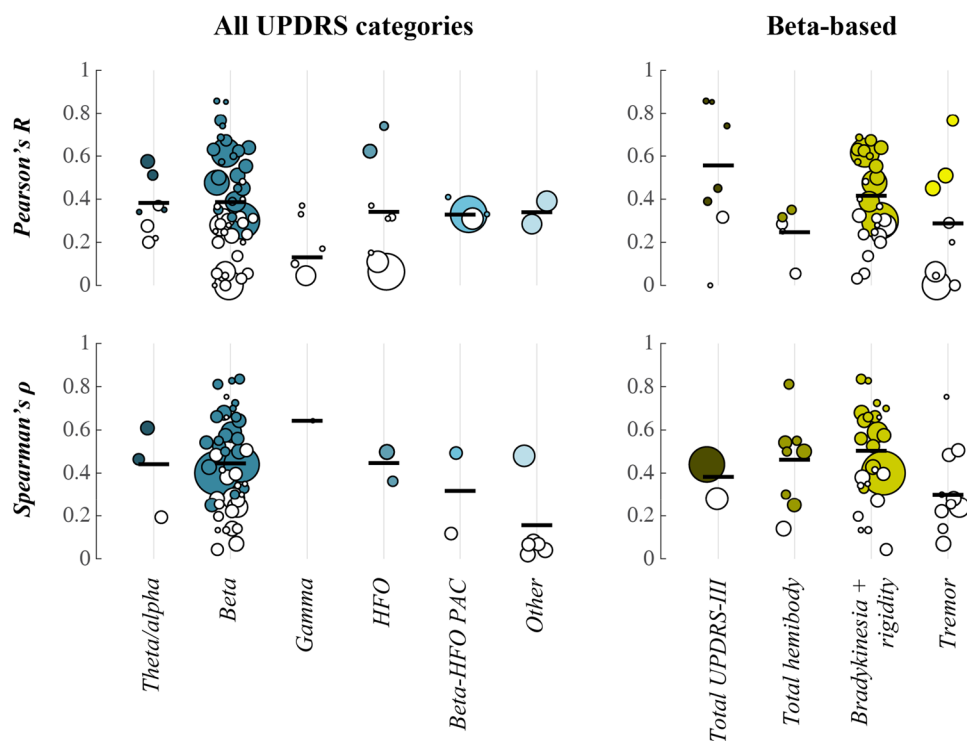 All UPDRS categories
Beta-based
Pearson's R
1
0.8
0.6
0.4
0.2
0
1
0.8
0.6
0.4
0.2
0
Spearman's ρ
1
0.8
0.6
0.4
0.2
0
1
0.8
0.6
0.4
0.2
0
Theta/alpha
Beta
Gamma
HFO
Beta-HFO PAC
Other
Total UPDRS-III
Total hemibody
Bradykinesia +
rigidity
Tremor